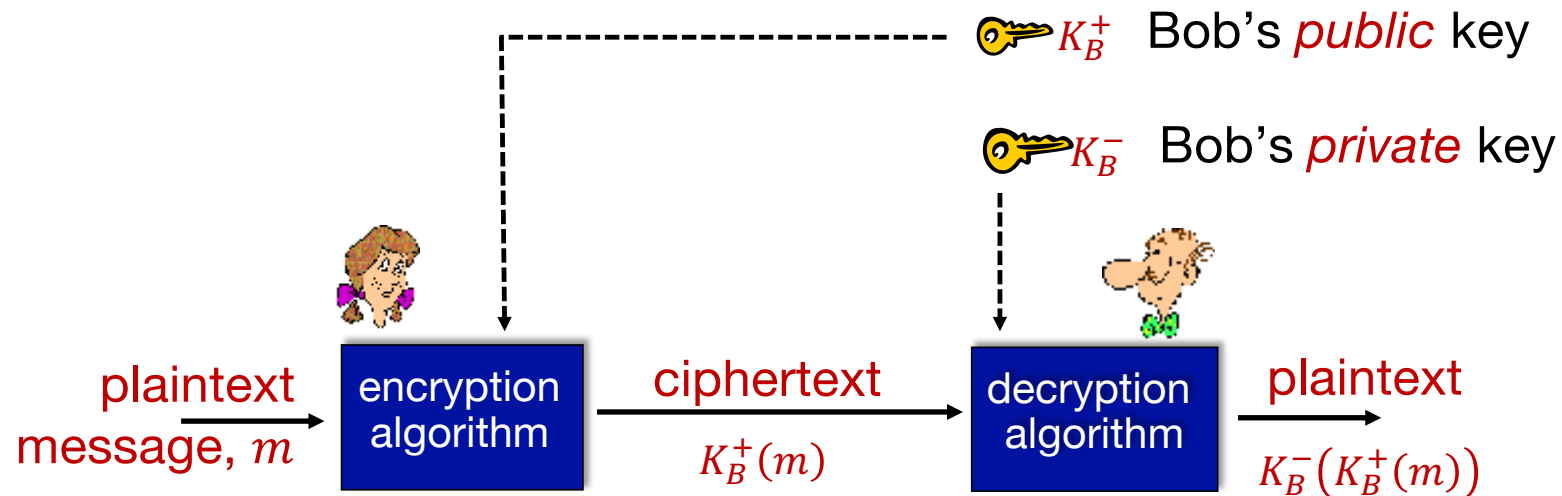 K_B^+ Bob's public key
K_B^- Bob's private key
plaintext
message, m
encryption
algorithm
ciphertext
K_B^+(m)
decryption
algorithm
plaintext
K_B^-(K_B^+(m))